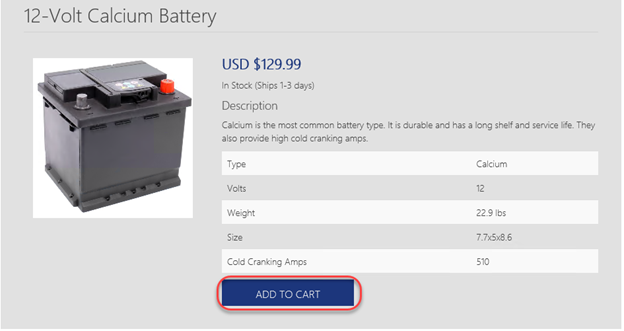 12-Volt Calcium Battery
USD $129.99
In Stock (Ships 1-3 days)
Description
Calcium is the most common battery type. It is durable and has a long shelf and service life. They
also provide high cold cranking amps.
Type Calcium
Volts 12
Weight 22.9 lbs
Size 7.7x5x8.6
Cold Cranking Amps 510
ADD TO CART